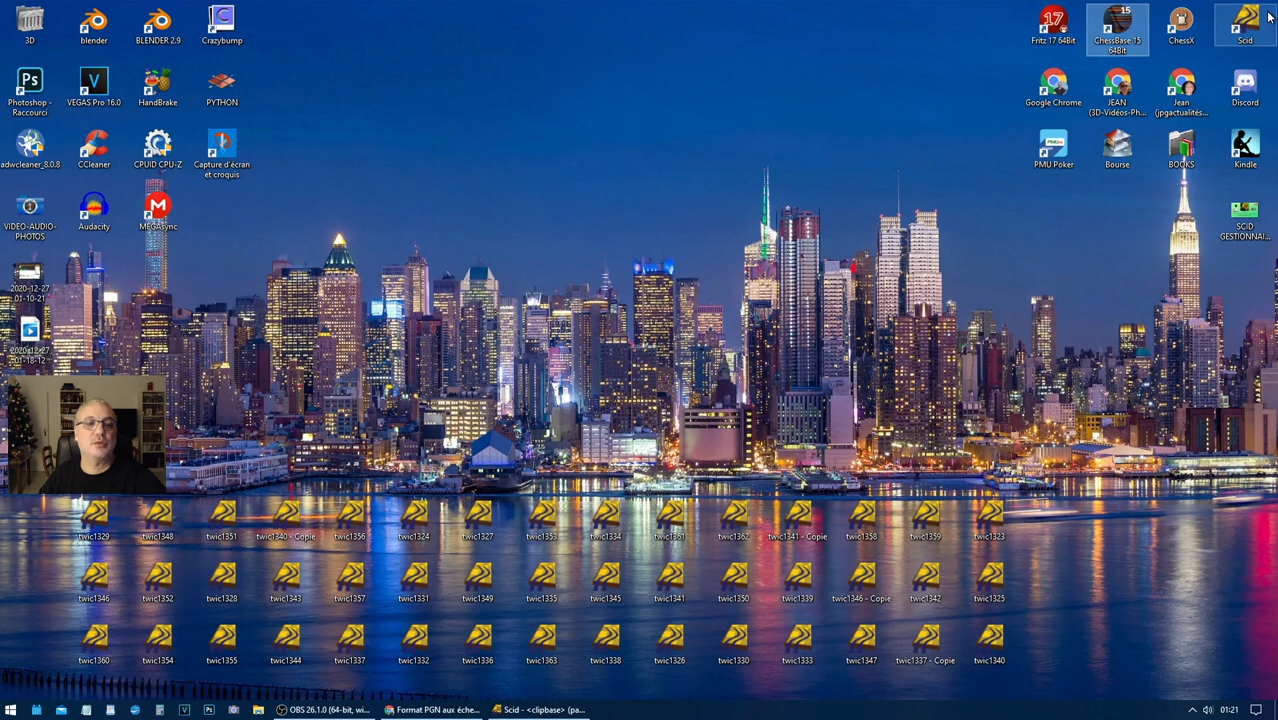 3D
blender
BLENDER 2.9
Crazybump
17
Fritz 17 64Bit
15
ChessBase 15
64Bit
ChessX
Scid
Ps
Photoshop -
Raccourci
V
VEGAS Pro 16.0
HandBrake
PYTHON
Google Chrome
JEAN
(3D-Videos-Ph...
Jean
(jpgactualités...
Discord
adwcleaner_8.0.8
CCleaner
CPUID CPU-Z
Capture d'écran
et croquis
PMU Poker
Bourse
BOOKS
Kindle
VIDEO-AUDIO-
PHOTOS
Audacity
M
MEGAsync
SCID
GESTIONNAI...
2020-12-27
01-10-21
2020-12-27
01-18-12
twic1329
twic1348
twic1351
twic1340 - Copie
twic1356
twic1324
twic1327
twic1353
twic1334
twic1361
twic1362
twic1341 - Copie
twic1358
twic1359
twic1323
twic1346
twic1352
twic1328
twic1343
twic1357
twic1331
twic1349
twic1335
twic1345
twic1341
twic1350
twic1339
twic1346 - Copie
twic1342
twic1325
twic1360
twic1354
twic1355
twic1344
twic1337
twic1332
twic1336
twic1363
twic1338
twic1326
twic1330
twic1333
twic1347
twic1337 - Copie
twic1340
OBS 26.1.0 (64-bit, wi...
Format PGN aux éche...
Scid - <clipbase> (pa...
01:21